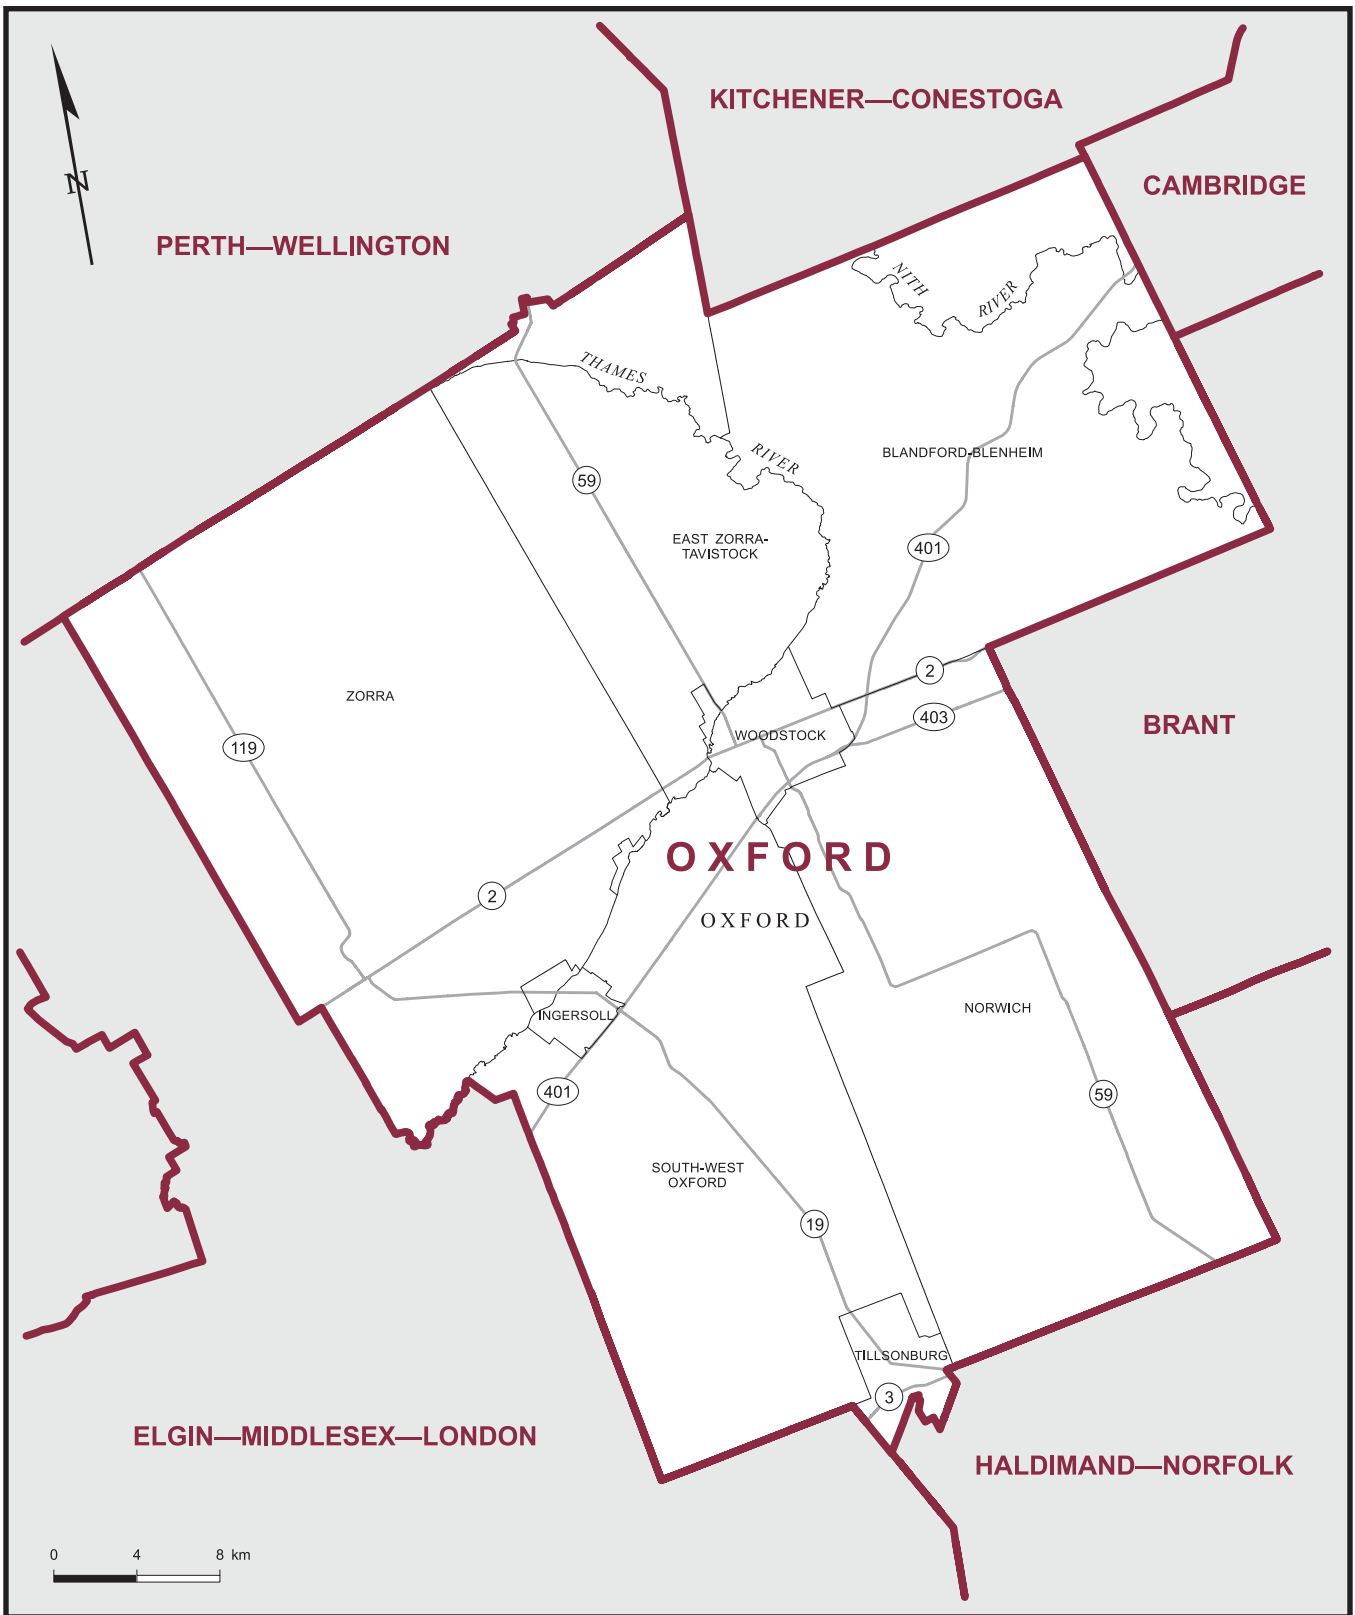 KITCHENER—CONESTOGA
CAMBRIDGE
N
PERTH—WELLINGTON
NITH
RIVER
THAMES
RIVER
BLANDFORD-BLENHEIM
59
EAST ZORRA-
TAVISTOCK
401
2
ZORRA
403
BRANT
WOODSTOCK
119
OXFORD
2
OXFORD
NORWICH
INGERSOLL
401
59
SOUTH-WEST
OXFORD
19
TILLSONBURG
3
ELGIN—MIDDLESEX—LONDON
HALDIMAND—NORFOLK
0 4 8 km